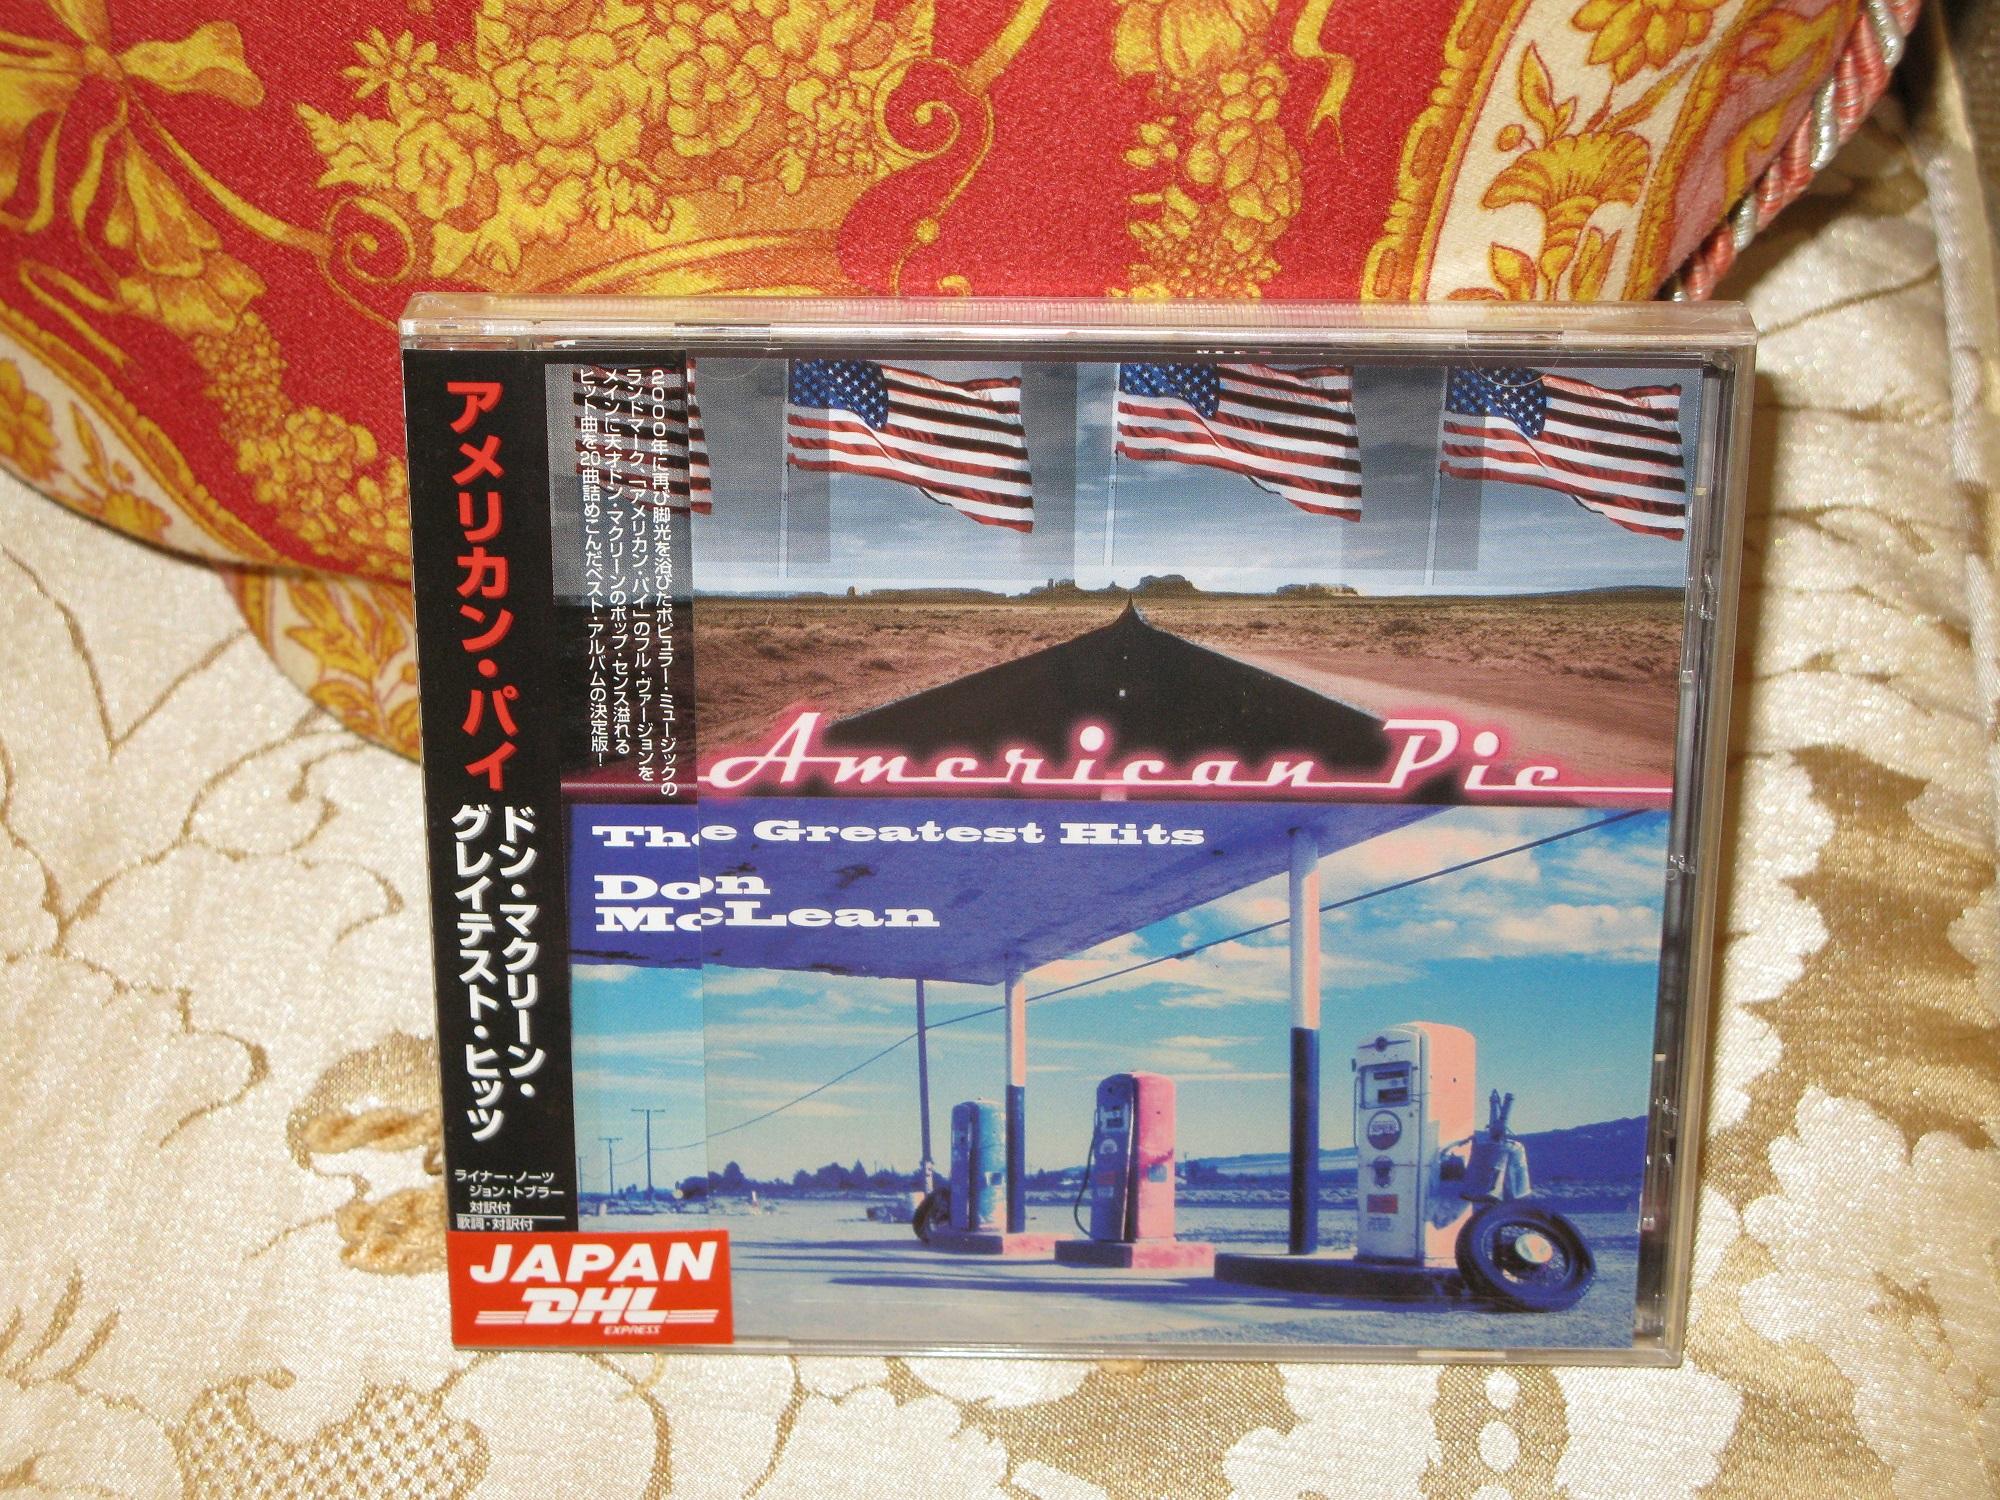 アメリカン・パイ
ドン・マクリーン・
グレイテスト・ヒッツ
ライナー・ノーツ
ジョン・トブラー
対訳付
歌詞・対訳付
2000年に再び脚光を浴びたポピュラー・ミュージックの
ランドマーク、「アメリカン・パイ」のフル・ヴァージョンを
メインに天才ドン・マクリーンのポップ・センス溢れる
ヒット曲を20曲詰めこんだベスト・アルバムの決定版！
American Pie
The Greatest Hits
Don
McLean
JAPAN
DHL
EXPRESS